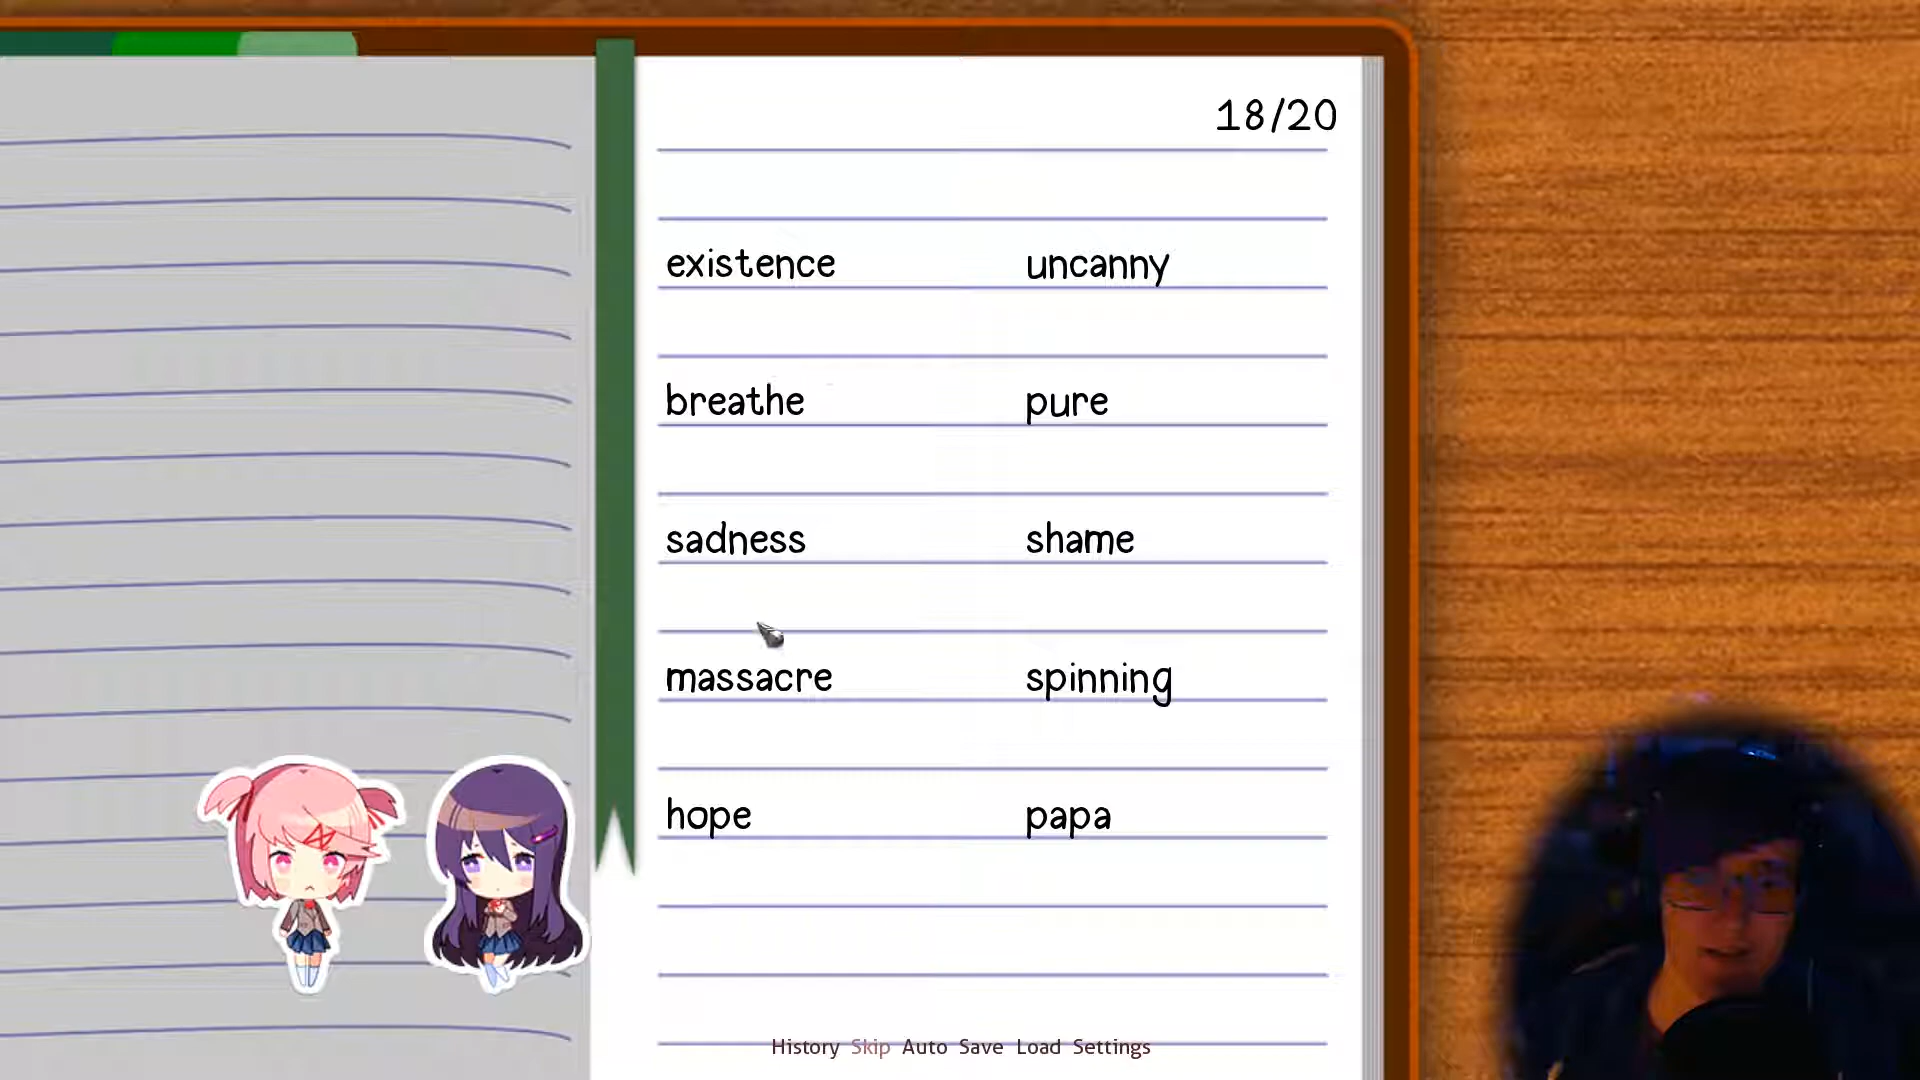 18/20
existence uncanny
breathe pure
sadness shame
massacre spinning
hope papa
History Skip Auto Save Load Settings